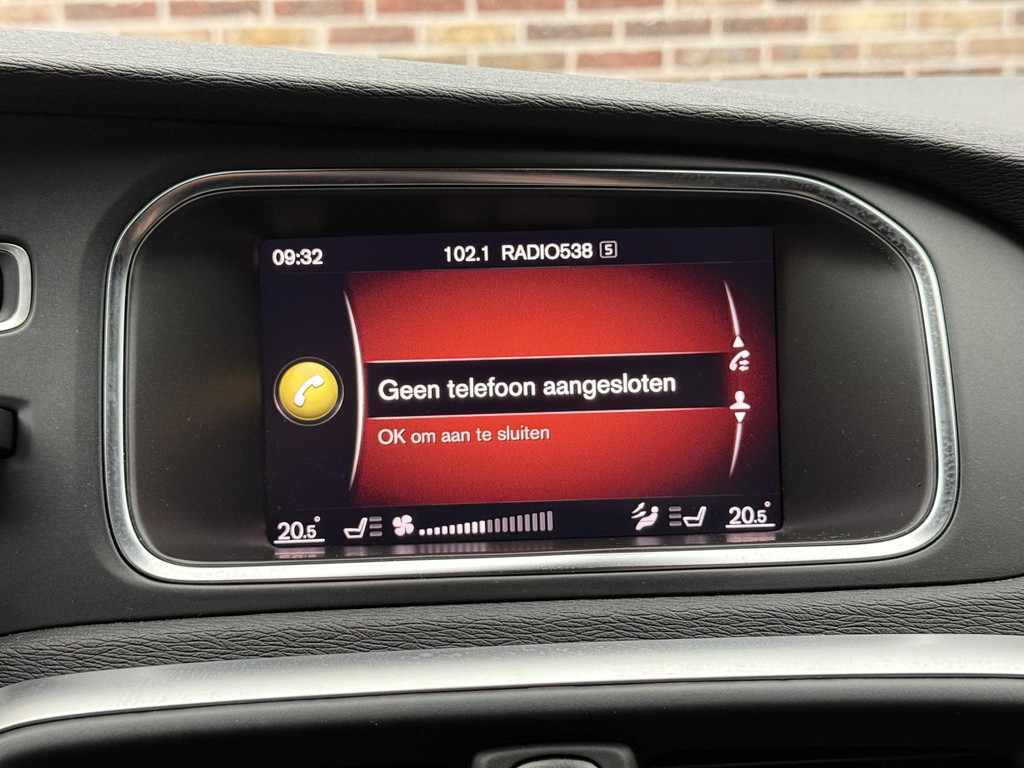 09:32 102.1 RADIO538 S
Geen telefoon aangesloten
OK om aan te sluiten
20.5° 20.5°